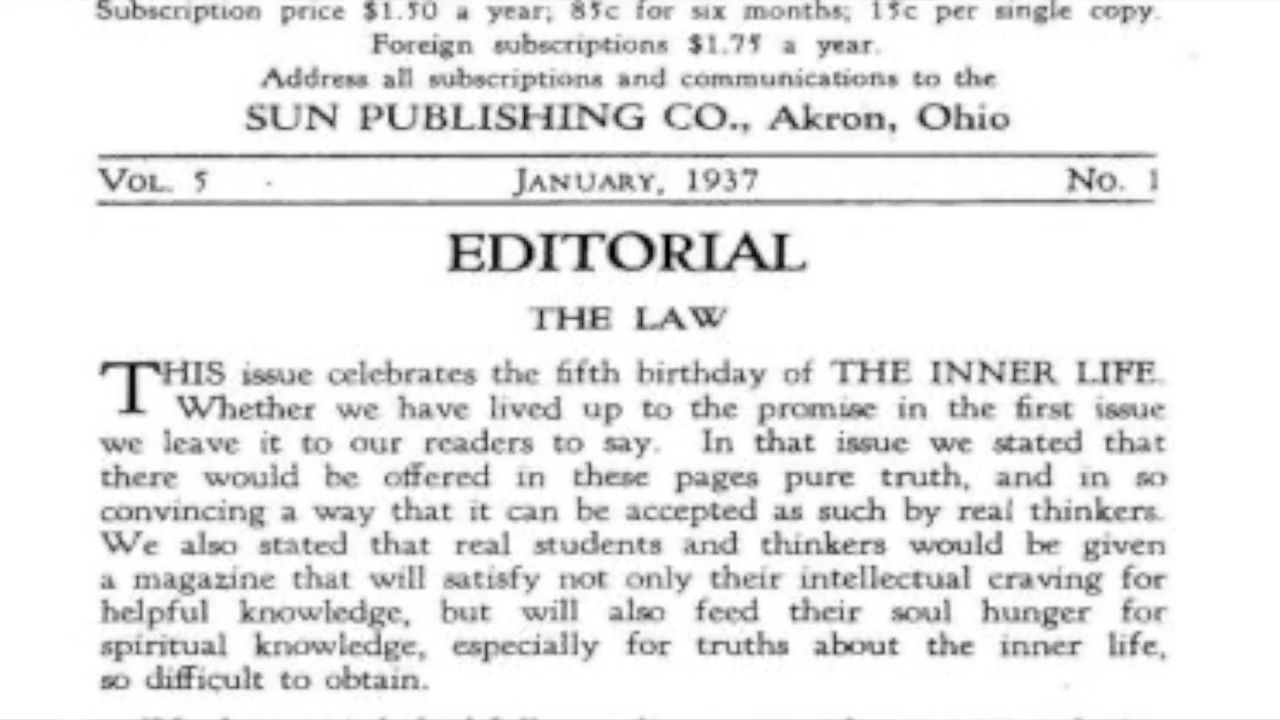 Subscription price $1.50 a year; 85c for six months; 15c per single copy.
Foreign subscriptions $1.75 a year.
Address all subscriptions and communications to the
SUN PUBLISHING CO., Akron, Ohio
VOL. 5 JANUARY, 1937 No. 1
EDITORIAL
THE LAW
THIS issue celebrates the fifth birthday of THE INNER LIFE.
Whether we have lived up to the promise in the first issue
we leave it to our readers to say. In that issue we stated that
there would be offered in these pages pure truth, and in so
convincing a way that it can be accepted as such by real thinkers.
We also stated that real students and thinkers would be given
a magazine that will satisfy not only their intellectual craving for
helpful knowledge, but will also feed their soul hunger for
spiritual knowledge, especially for truths about the inner life,
so difficult to obtain.